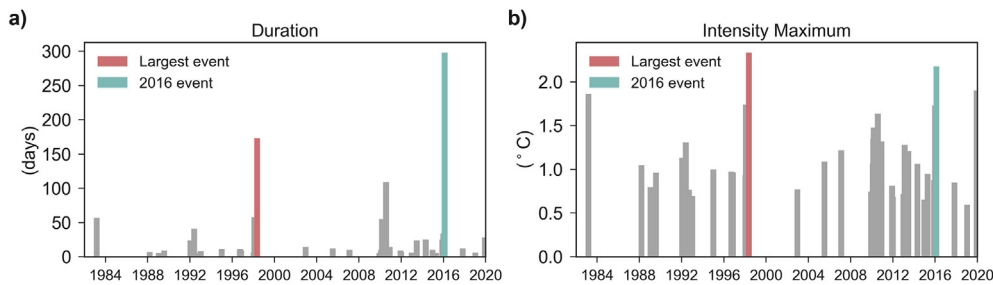 a)
Duration
Largest event
2016 event
(days)
300
250
200
150
100
50
0
1984 1988 1992 1996 2000 2004 2008 2012 2016 2020
b)
Intensity Maximum
Largest event
2016 event
(°C)
2.0
1.5
1.0
0.5
0.0
1984 1988 1992 1996 2000 2004 2008 2012 2016 2020